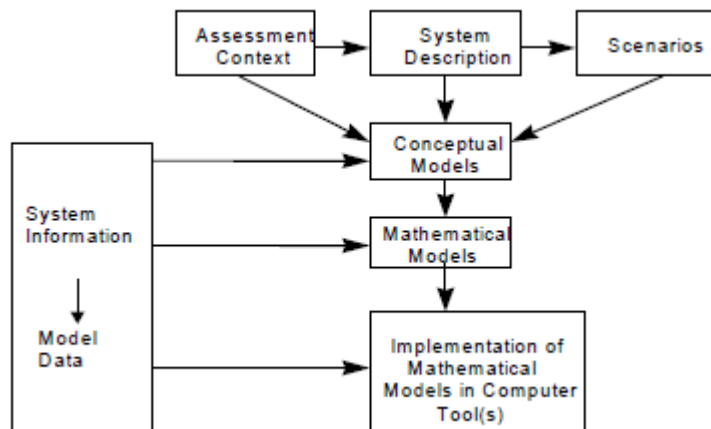 Assessment
Context
System
Description
Scenarios
Conceptual
Models
System
Information
Mathematical
Models
Model
Data
Implementation of
Mathematical
Models in Computer
Tool(s)